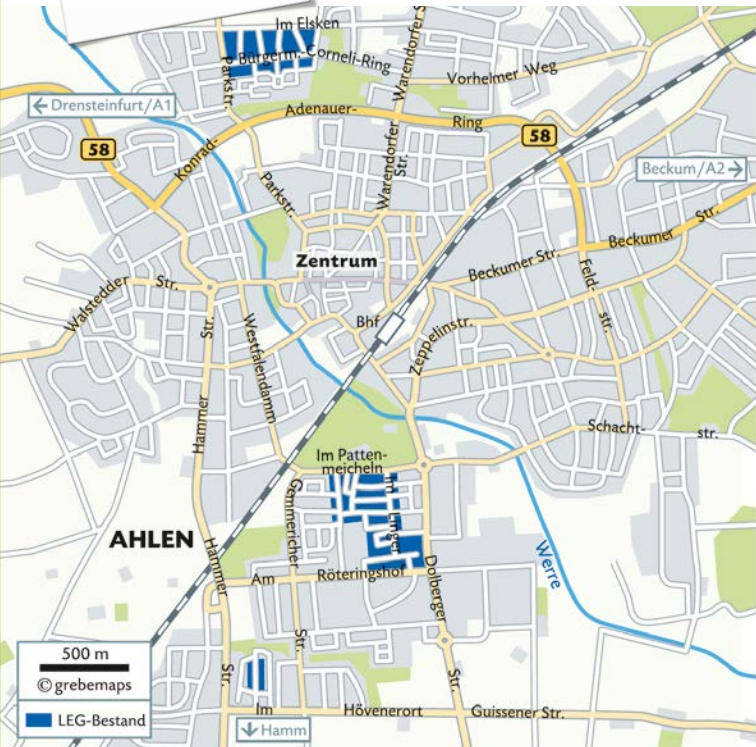 Im Elsken
Bürgerm. Corneli-Ring
Parkstr.
Warendorfer S
Vorhelmer Weg
← Drensteinfurt/A1
Konrad-
Adenauer-
Ring
58
58
Beckum/A2 →
Parkstr.
Warendorfer
Str.
Zentrum
Beckumer Str.
Beckumer
Str.
Feld-
str.
Walstedder
Str.
Hammer
Str.
Westfalendamm
Bhf
Zeppelinstr.
Schacht-
str.
Im Patten-
meicheln
Gemmericher
Str.
Im
Linger
AHLEN
Hammer
Str.
Am
Röteringshof
Dolberger
Str.
Werre
500 m
© grebemaps
LEG-Bestand
Im
Hövenerort
Guissener Str.
↓ Hamm